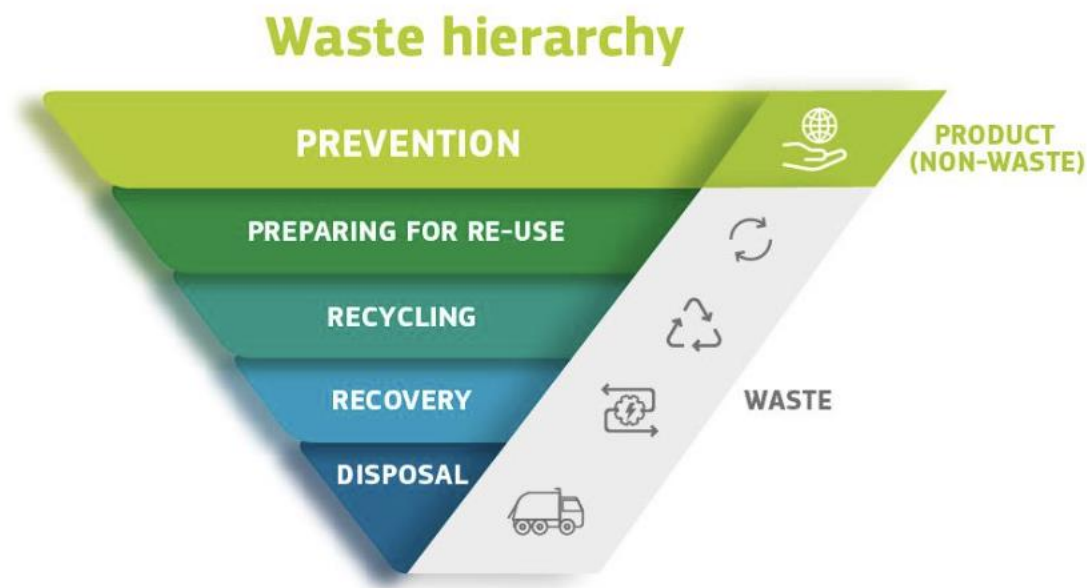 Waste hierarchy
PREVENTION
PRODUCT
(NON-WASTE)
PREPARING FOR RE-USE
RECYCLING
RECOVERY
WASTE
DISPOSAL